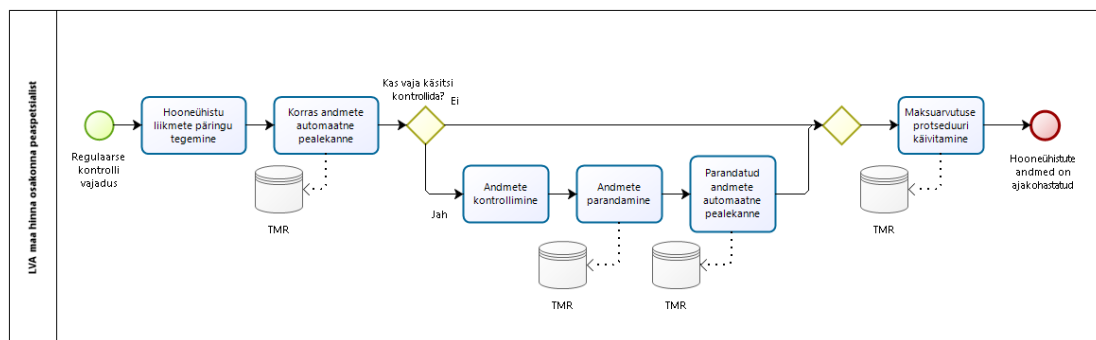 LVA maa hinna osakonna peaspetsialist
Regulaarse
kontrolli
vajadus
Hooneühistu
liikmete päringu
tegemine
Korras andmete
automaatne
pealekanne
TMR
Kas vaja käsitsi
kontrollida?
Ei
Jah
Andmete
kontrollimine
Andmete
parandamine
TMR
Parandatud
andmete
automaatne
pealekanne
TMR
Maksuarvutuse
protseduuri
käivitamine
TMR
Hooneühistute
andmed on
ajakohastatud